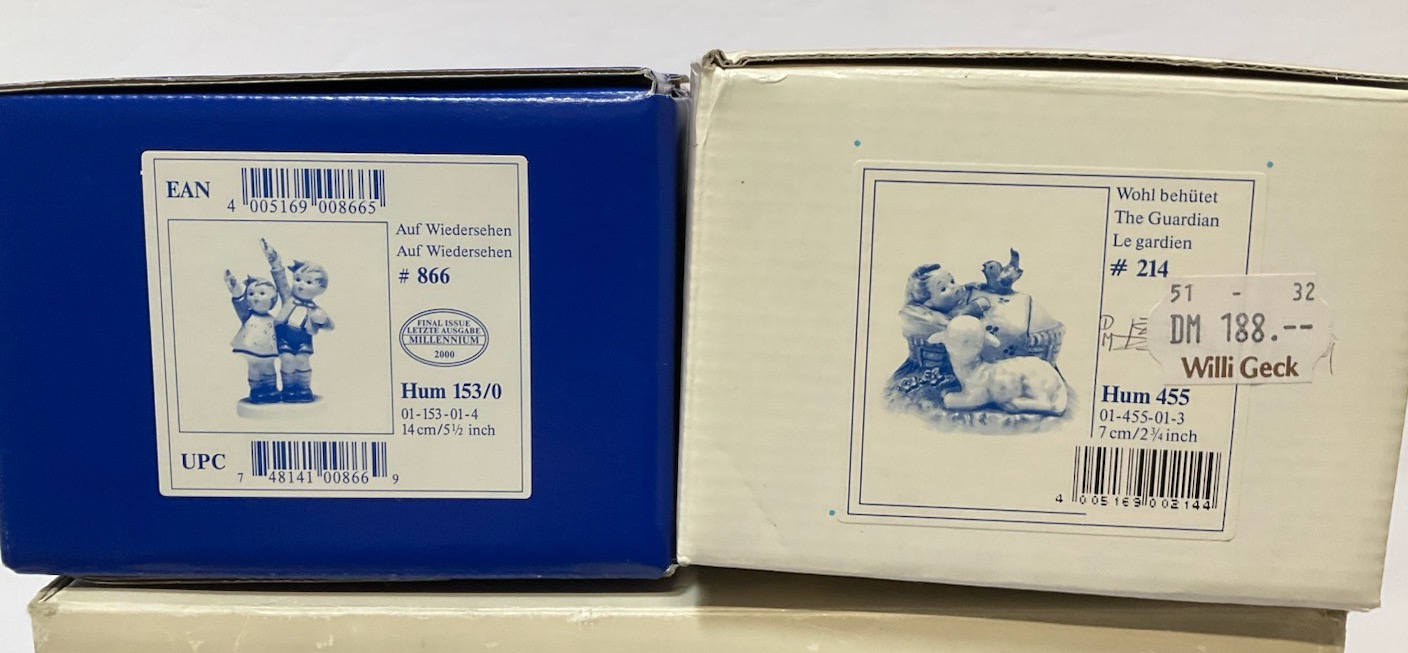 EAN
4 005169 008665
Auf Wiedersehen
Auf Wiedersehen
# 866
FINAL ISSUE
LETZTE AUSGABE
MILLENNIUM
2000
Hum 153/0
01-153-01-4
14 cm/5½ inch
UPC
7 48141 00866 9
Wohl behütet
The Guardian
Le gardien
# 214
51 - 32
DM 188.--
Willi Geck
DM
Hum 455
01-455-01-3
7 cm/2¾ inch
4 005169 002144